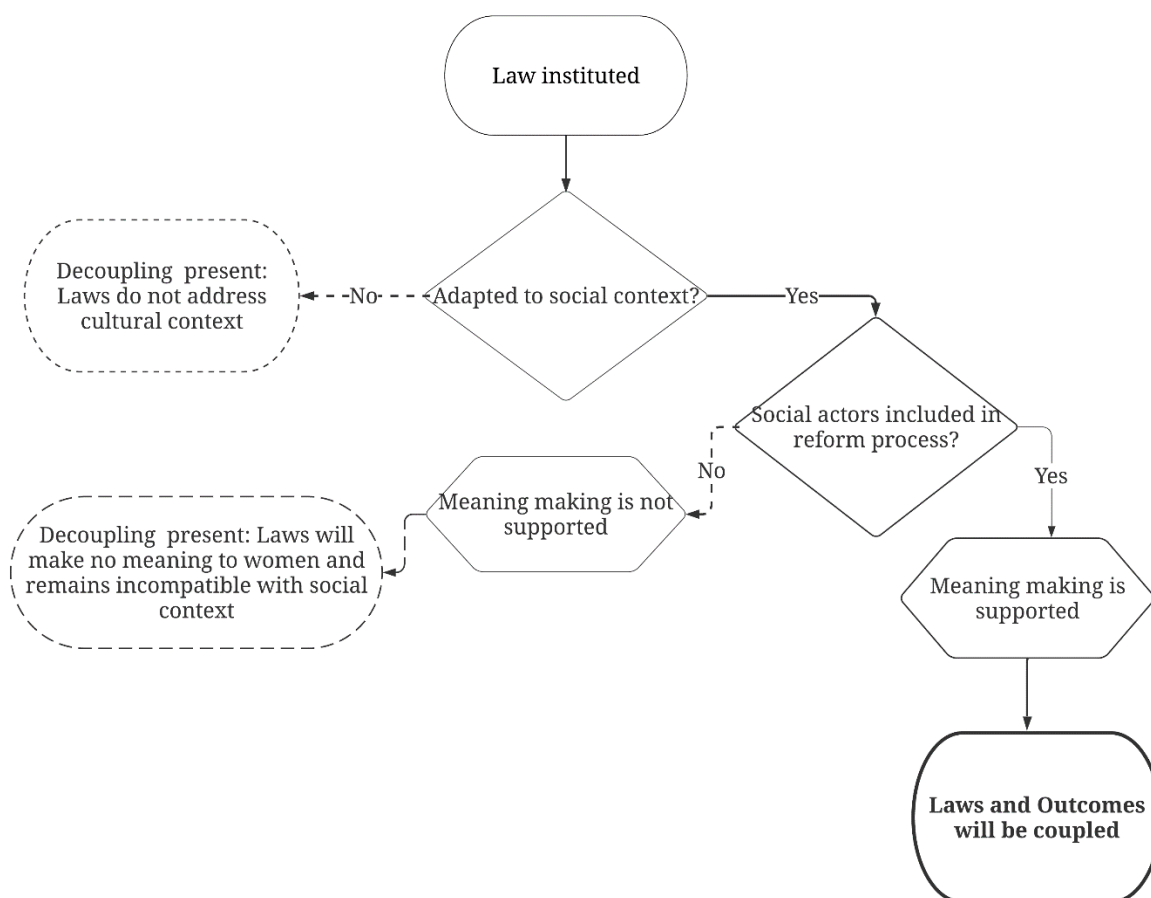 Law instituted
Decoupling present:
Laws do not address
cultural context
No
Adapted to social context?
Yes
Social actors included in
reform process?
No
Yes
Meaning making is not
supported
Decoupling present: Laws will
make no meaning to women and
remains incompatible with social
context
Meaning making is
supported
Laws and Outcomes
will be coupled